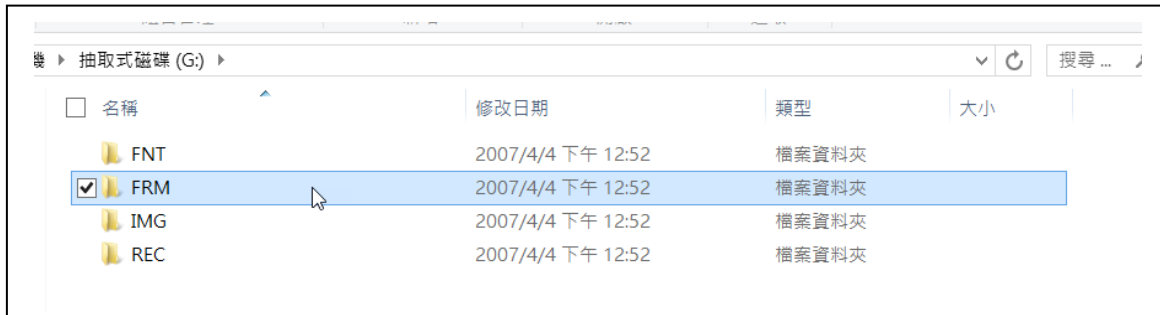 機 ▸ 抽取式磁碟 (G:) ▸ 搜尋 ...
名稱 修改日期 類型 大小
FNT 2007/4/4 下午 12:52 檔案資料夾
FRM 2007/4/4 下午 12:52 檔案資料夾
IMG 2007/4/4 下午 12:52 檔案資料夾
REC 2007/4/4 下午 12:52 檔案資料夾